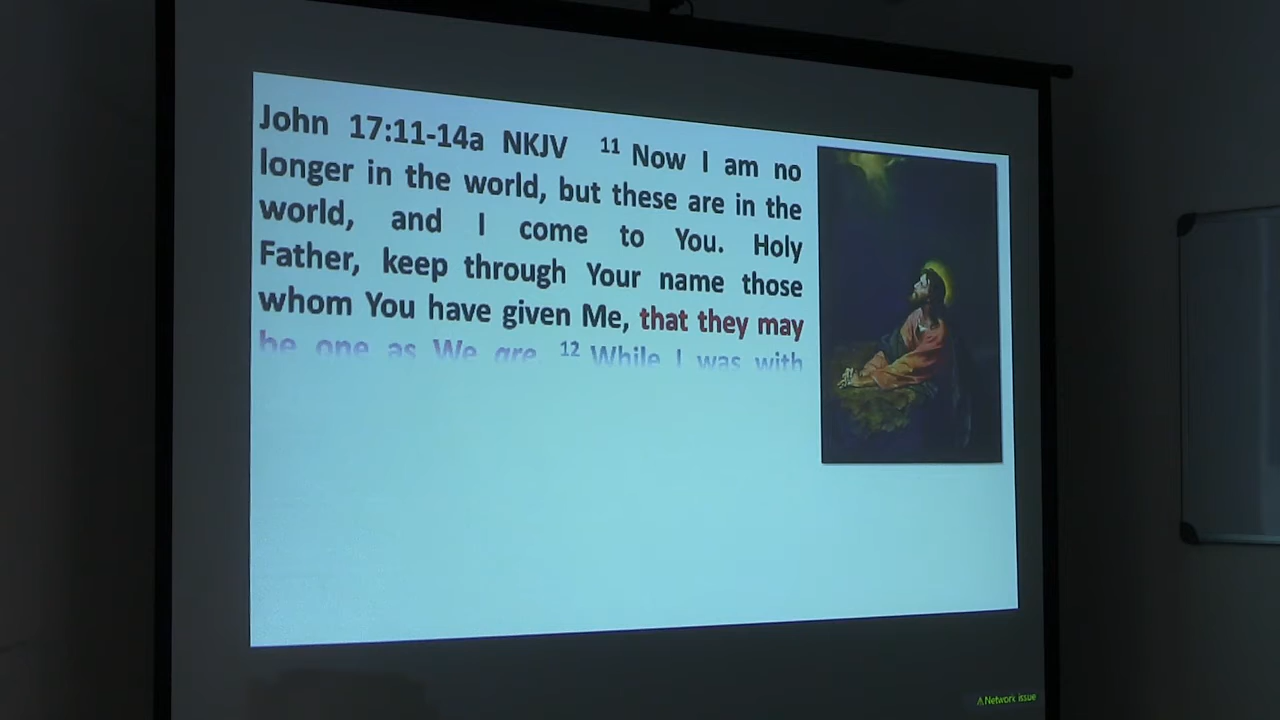 John 17:11-14a NKJV 11 Now I am no
longer in the world, but these are in the
world, and I come to You. Holy
Father, keep through Your name those
whom You have given Me, that they may
be one as We are. 12 While I was with
⚠Network issue